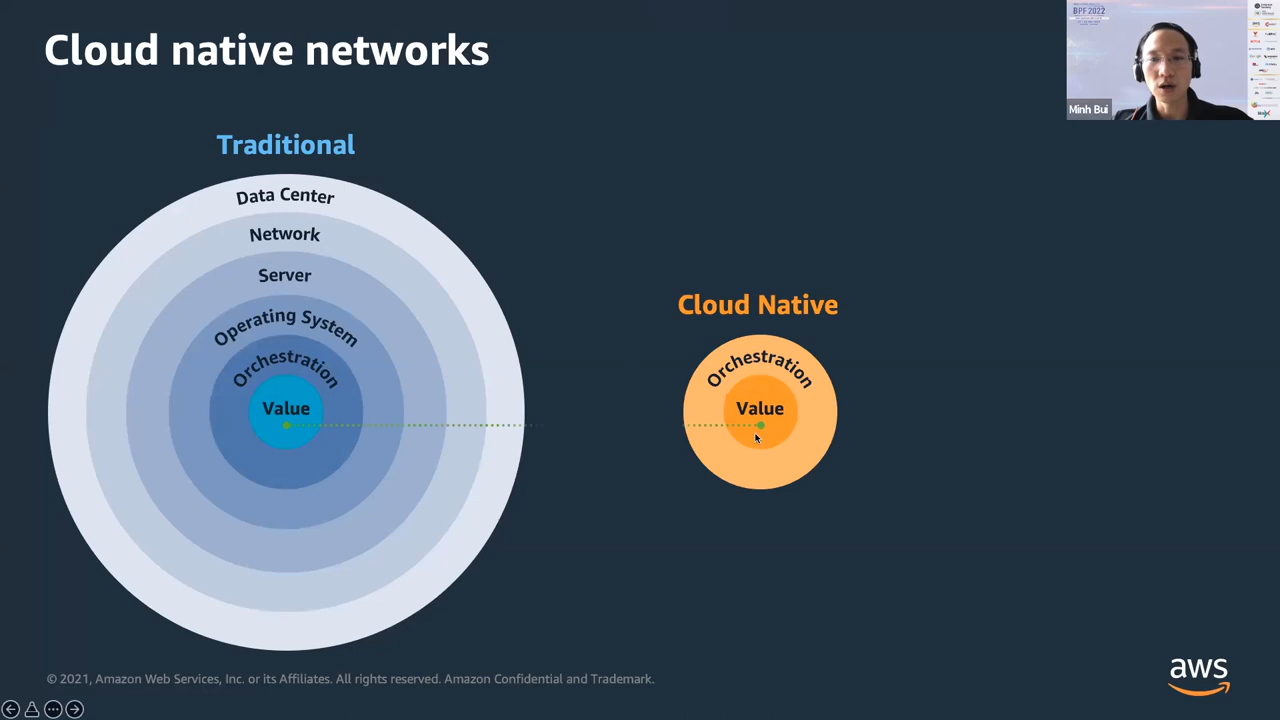 Cloud native networks
BPF 2022
Minh Bui
Traditional
Data Center
Network
Server
Operating System
Orchestration
Value
Cloud Native
Orchestration
Value
© 2021, Amazon Web Services, Inc. or its Affiliates. All rights reserved. Amazon Confidential and Trademark.
aws